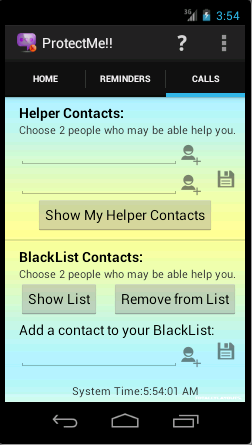 3G 3:54
ProtectMe!! ?
HOME REMINDERS CALLS
Helper Contacts:
Choose 2 people who may be able help you.
Show My Helper Contacts
BlackList Contacts:
Choose 2 people who may be able help you.
Show List Remove from List
Add a contact to your BlackList:
System Time:5:54:01 AM